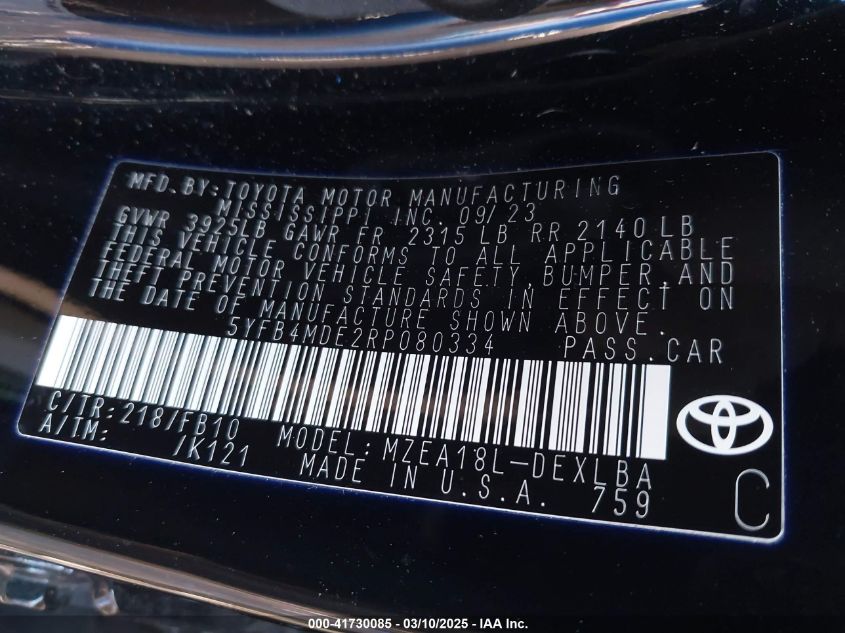 MFD. BY: TOYOTA MOTOR MANUFACTURING
MISSISSIPPI INC. 09/23
GVWR 3925LB GAWR FR. 2315 LB RR 2140 LB
THIS VEHICLE CONFORMS TO ALL APPLICABLE
FEDERAL MOTOR VEHICLE SAFETY, BUMPER, AND
THEFT PREVENTION STANDARDS IN EFFECT ON
THE DATE OF MANUFACTURE SHOWN ABOVE.
5YFB4MDE2RP080334 PASS. CAR
C/TR: 218/FB10 MODEL: MZEA18L-DEXLBA
A/TM: /K121 MADE IN U.S.A. 759
C
000-41730085 — 03/10/2025 — IAA Inc.